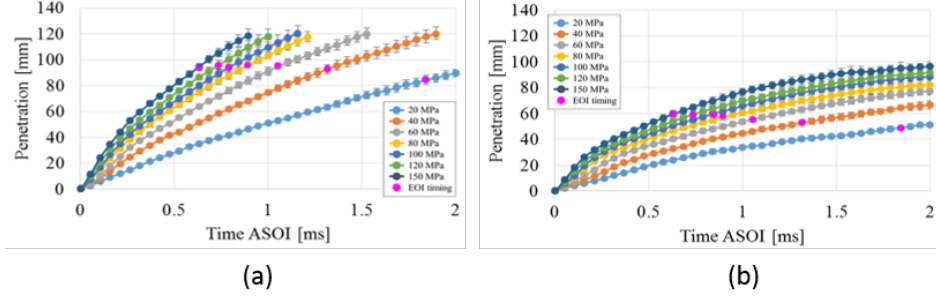 140
120
100
80
60
40
20
0
Penetration [mm]
0 0.5 1 1.5 2
Time ASOI [ms]
20 MPa
40 MPa
60 MPa
80 MPa
100 MPa
120 MPa
150 MPa
EOI timing
(a)
140
120
100
80
60
40
20
0
Penetration [mm]
0 0.5 1 1.5 2
Time ASOI [ms]
20 MPa
40 MPa
60 MPa
80 MPa
100 MPa
120 MPa
150 MPa
EOI timing
(b)